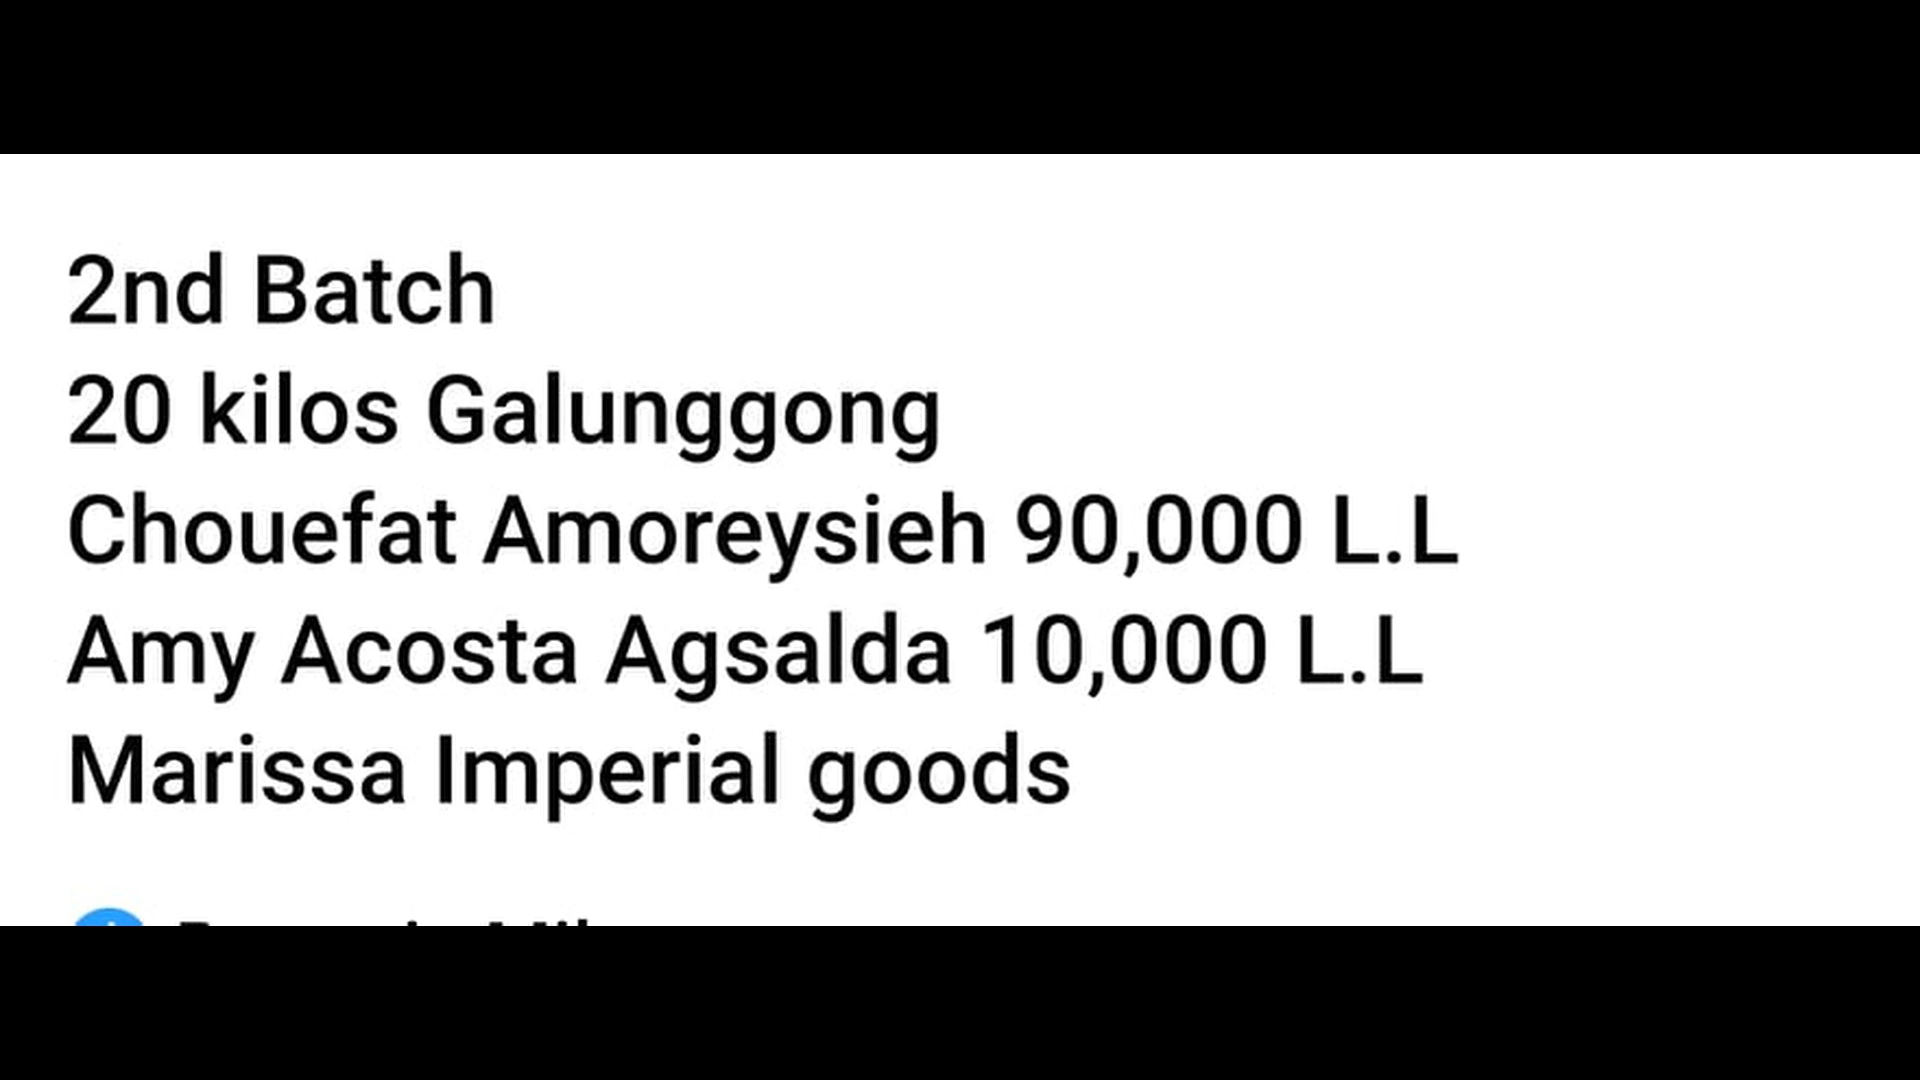 2nd Batch
20 kilos Galunggong
Chouefat Amoreysieh 90,000 L.L
Amy Acosta Agsalda 10,000 L.L
Marissa Imperial goods